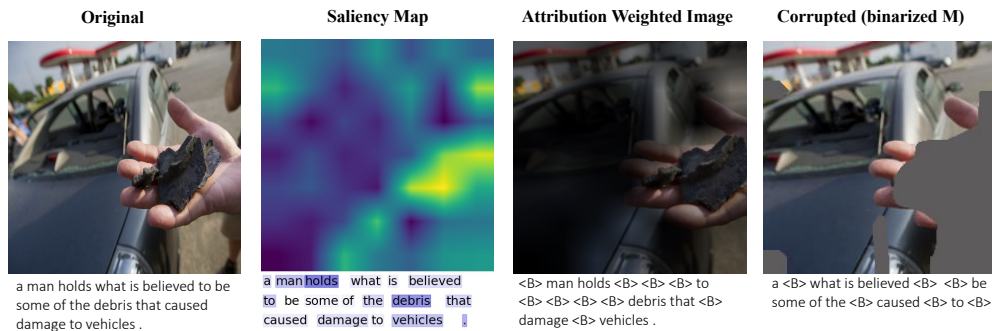 Original
Saliency Map
Attribution Weighted Image
Corrupted (binarized M)
a man holds what is believed to be
some of the debris that caused
damage to vehicles .
a man holds what is believed
to be some of the debris that
caused damage to vehicles .
<B> man holds <B> <B> <B> to
<B> <B> <B> <B> debris that <B>
damage <B> vehicles .
a <B> what is believed <B> <B> be
some of the <B> caused <B> to <B>